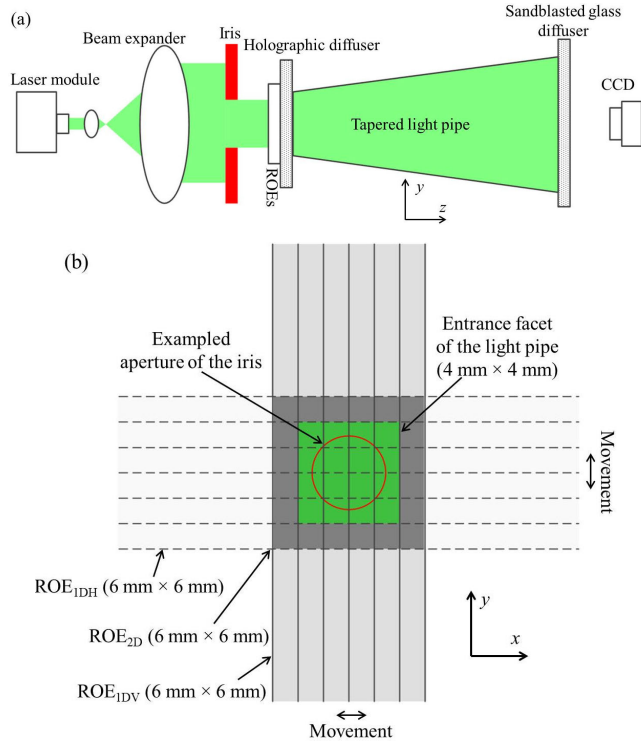 (a)
Beam expander
Iris
Sandblasted glass
diffuser
Holographic diffuser
Laser module
CCD
Tapered light pipe
ROEs
y
z
(b)
Exampled
aperture of the iris
Entrance facet
of the light pipe
(4 mm × 4 mm)
Movement
ROE1DH (6 mm × 6 mm)
ROE2D (6 mm × 6 mm)
ROE1DV (6 mm × 6 mm)
y
x
Movement